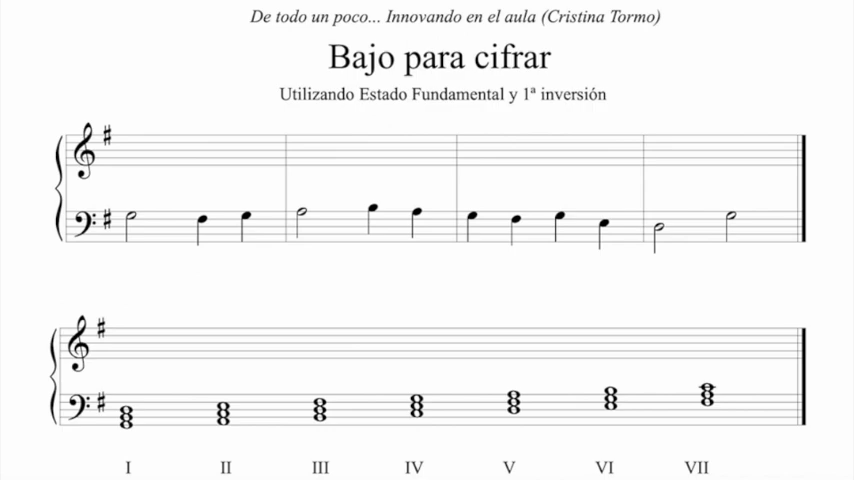 De todo un poco... Innovando en el aula (Cristina Tormo)
Bajo para cifrar
Utilizando Estado Fundamental y 1ª inversión
I II III IV V VI VII